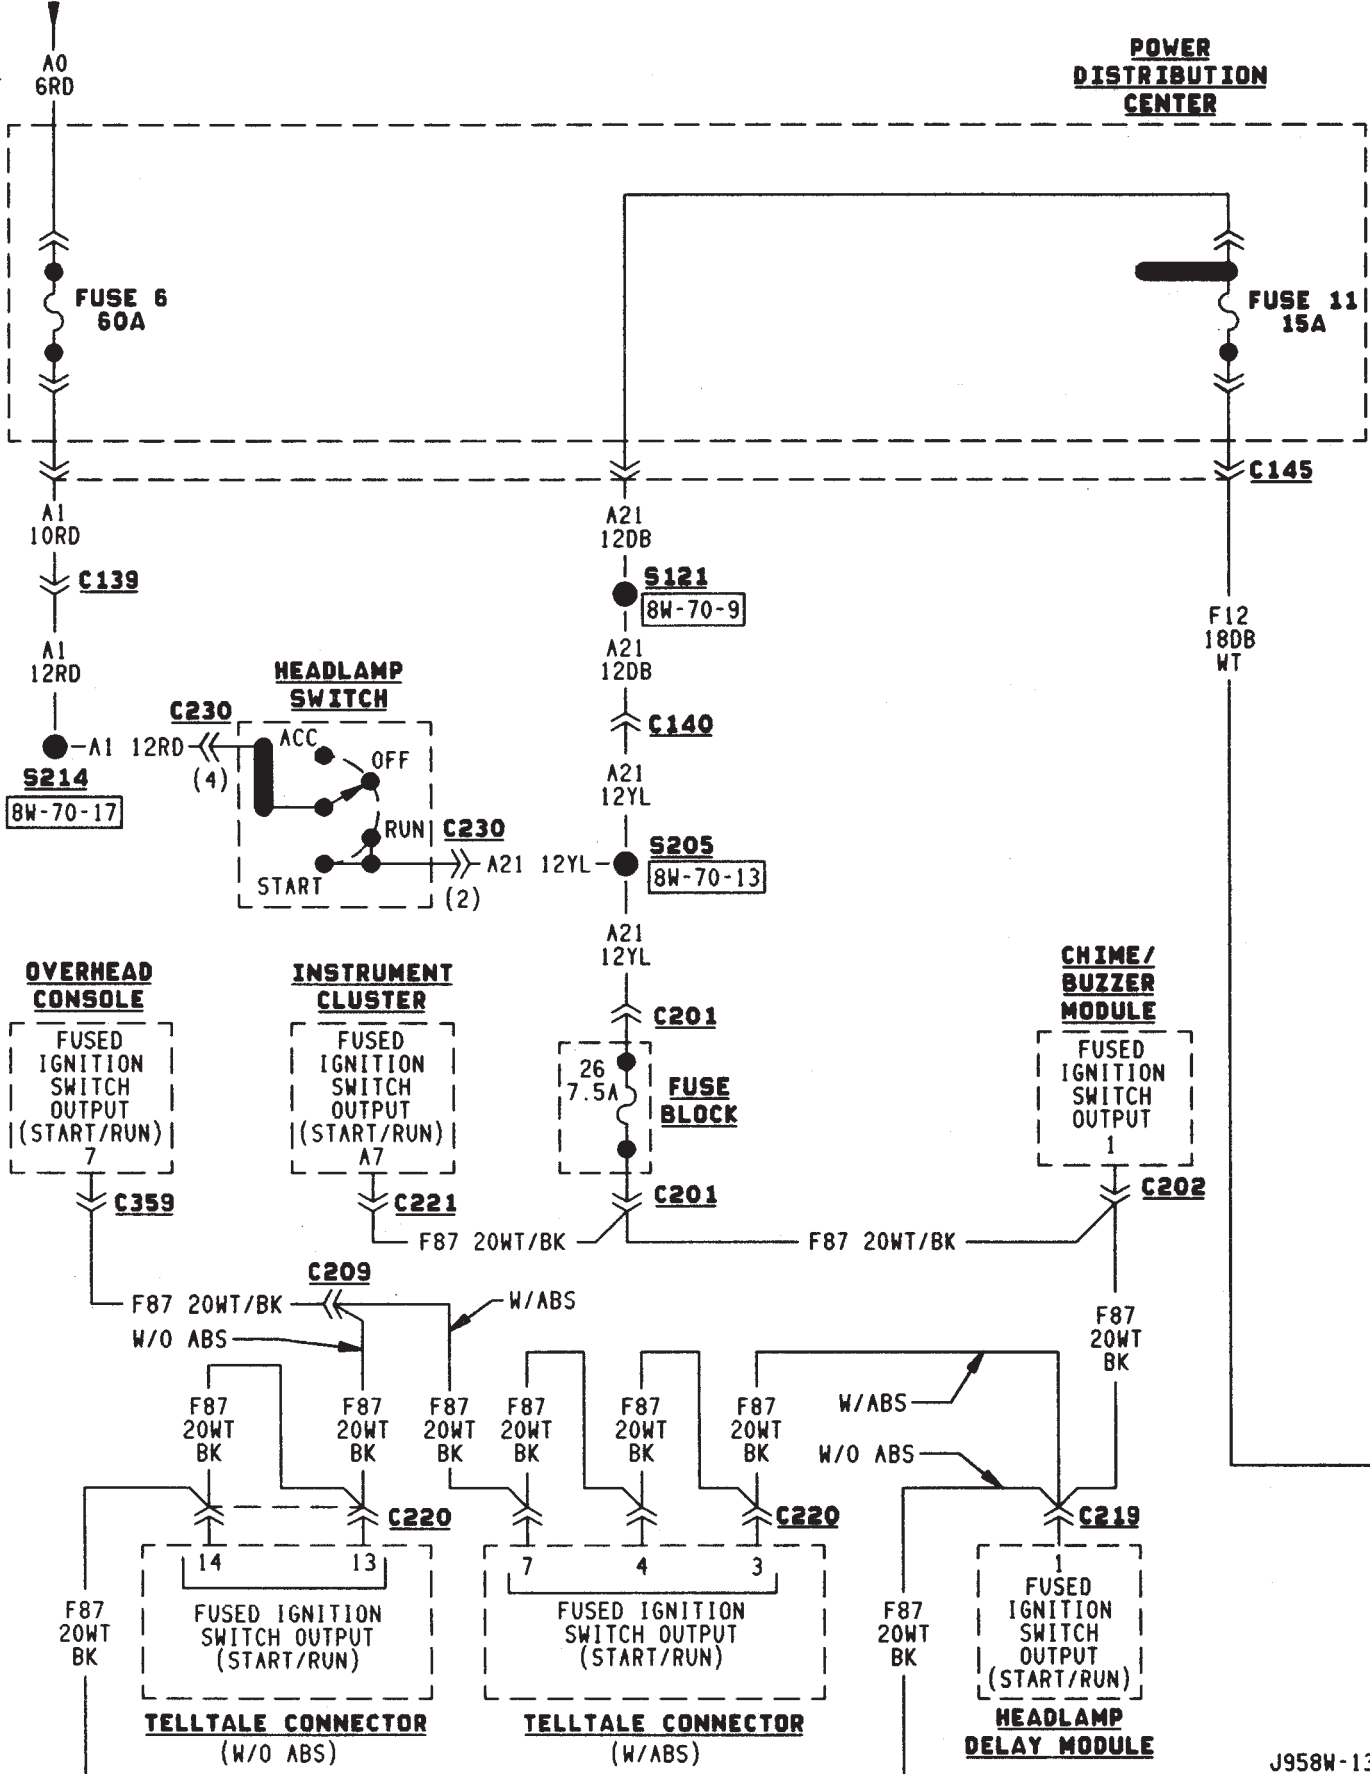 A0
6RD
POWER
DISTRIBUTION
CENTER
FUSE 6
60A
FUSE 11
15A
C145
A1
10RD
A21
12DB
C139
S121
8W-70-9
F12
18DB
WT
A1
12RD
A21
12DB
HEADLAMP
SWITCH
C230
C140
A1 12RD
(4)
ACC
OFF
S214
8W-70-17
A21
12YL
RUN
C230
START
A21 12YL
(2)
S205
8W-70-13
A21
12YL
OVERHEAD
CONSOLE
INSTRUMENT
CLUSTER
CHIME/
BUZZER
MODULE
C201
FUSED
IGNITION
SWITCH
OUTPUT
(START/RUN)
7
FUSED
IGNITION
SWITCH
OUTPUT
(START/RUN)
A7
26
7.5A
FUSE
BLOCK
FUSED
IGNITION
SWITCH
OUTPUT
1
C359
C221
C201
C202
F87 20WT/BK
F87 20WT/BK
C209
F87 20WT/BK
W/ABS
W/O ABS
F87
20WT
BK
F87
20WT
BK
F87
20WT
BK
F87
20WT
BK
F87
20WT
BK
F87
20WT
BK
F87
20WT
BK
W/ABS
W/O ABS
C220
C220
C219
14
13
7
4
3
1
F87
20WT
BK
FUSED IGNITION
SWITCH OUTPUT
(START/RUN)
FUSED IGNITION
SWITCH OUTPUT
(START/RUN)
F87
20WT
BK
FUSED
IGNITION
SWITCH
OUTPUT
(START/RUN)
TELLTALE CONNECTOR
(W/O ABS)
TELLTALE CONNECTOR
(W/ABS)
HEADLAMP
DELAY MODULE
J958W-13